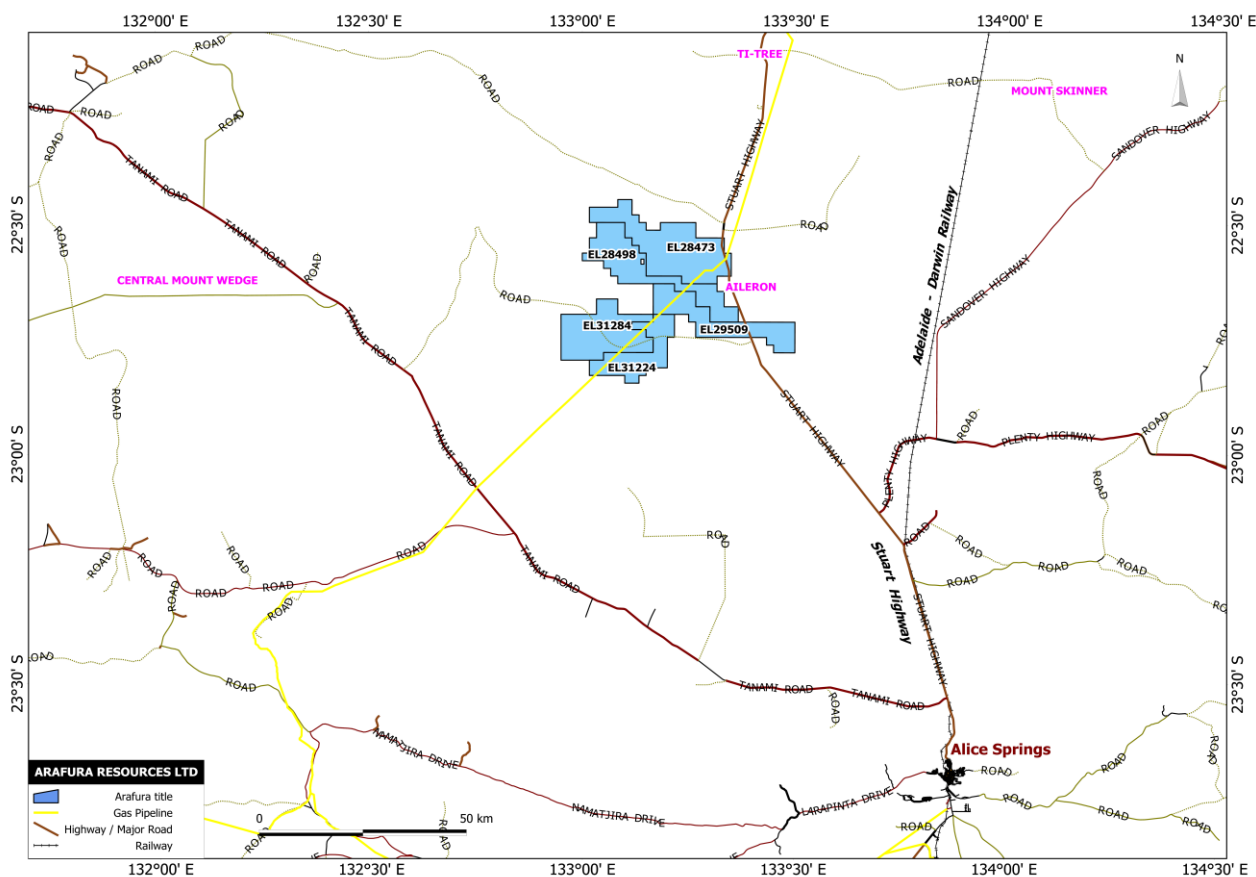 132°00' E
132°30' E
133°00' E
133°30' E
134°00' E
134°30' E
ROAD
ROAD
TI-TREE
N
ROAD
ROAD
MOUNT SKINNER
ROAD
ROAD
ROAD
ROAD
STUART HIGHWAY
SANDOVER HIGHWAY
TANAMI ROAD
22°30' S
22°30' S
TANAMI ROAD
ROAD
EL28473
EL28498
ROAD
ROAD
CENTRAL MOUNT WEDGE
AILERON
SANDOVER HIGHWAY
ROAD
EL31284
EL29509
ROAD
TANAMI ROAD
Adelaide - Darwin Railway
EL31224
ROAD
STUART HIGHWAY
ROAD
PLENTY HIGHWAY
ROAD
TANAMI ROAD
PLENTY HIGHWAY
23°00' S
23°00' S
ROAD
ROAD
ROAD
ROAD
ROAD
ROAD
TANAMI ROAD
Stuart Highway
ROAD
ROAD
ROAD
ROAD
ROAD
ROAD
ROAD
STUART HIGHWAY
ROAD
ROAD
23°30' S
23°30' S
ROAD
TANAMI ROAD
TANAMI ROAD
ROAD
NAMATJIRA DRIVE
Alice Springs
ROAD
ROAD
ARAFURA RESOURCES LTD
Arafura title
Gas Pipeline
Highway / Major Road
Railway
0
50 km
NAMATJIRA DRIVE
LARAPINTA DRIVE
ROAD
ROAD
ROAD
ROAD
ROAD
132°00' E
132°30' E
133°00' E
133°30' E
134°00' E
134°30' E